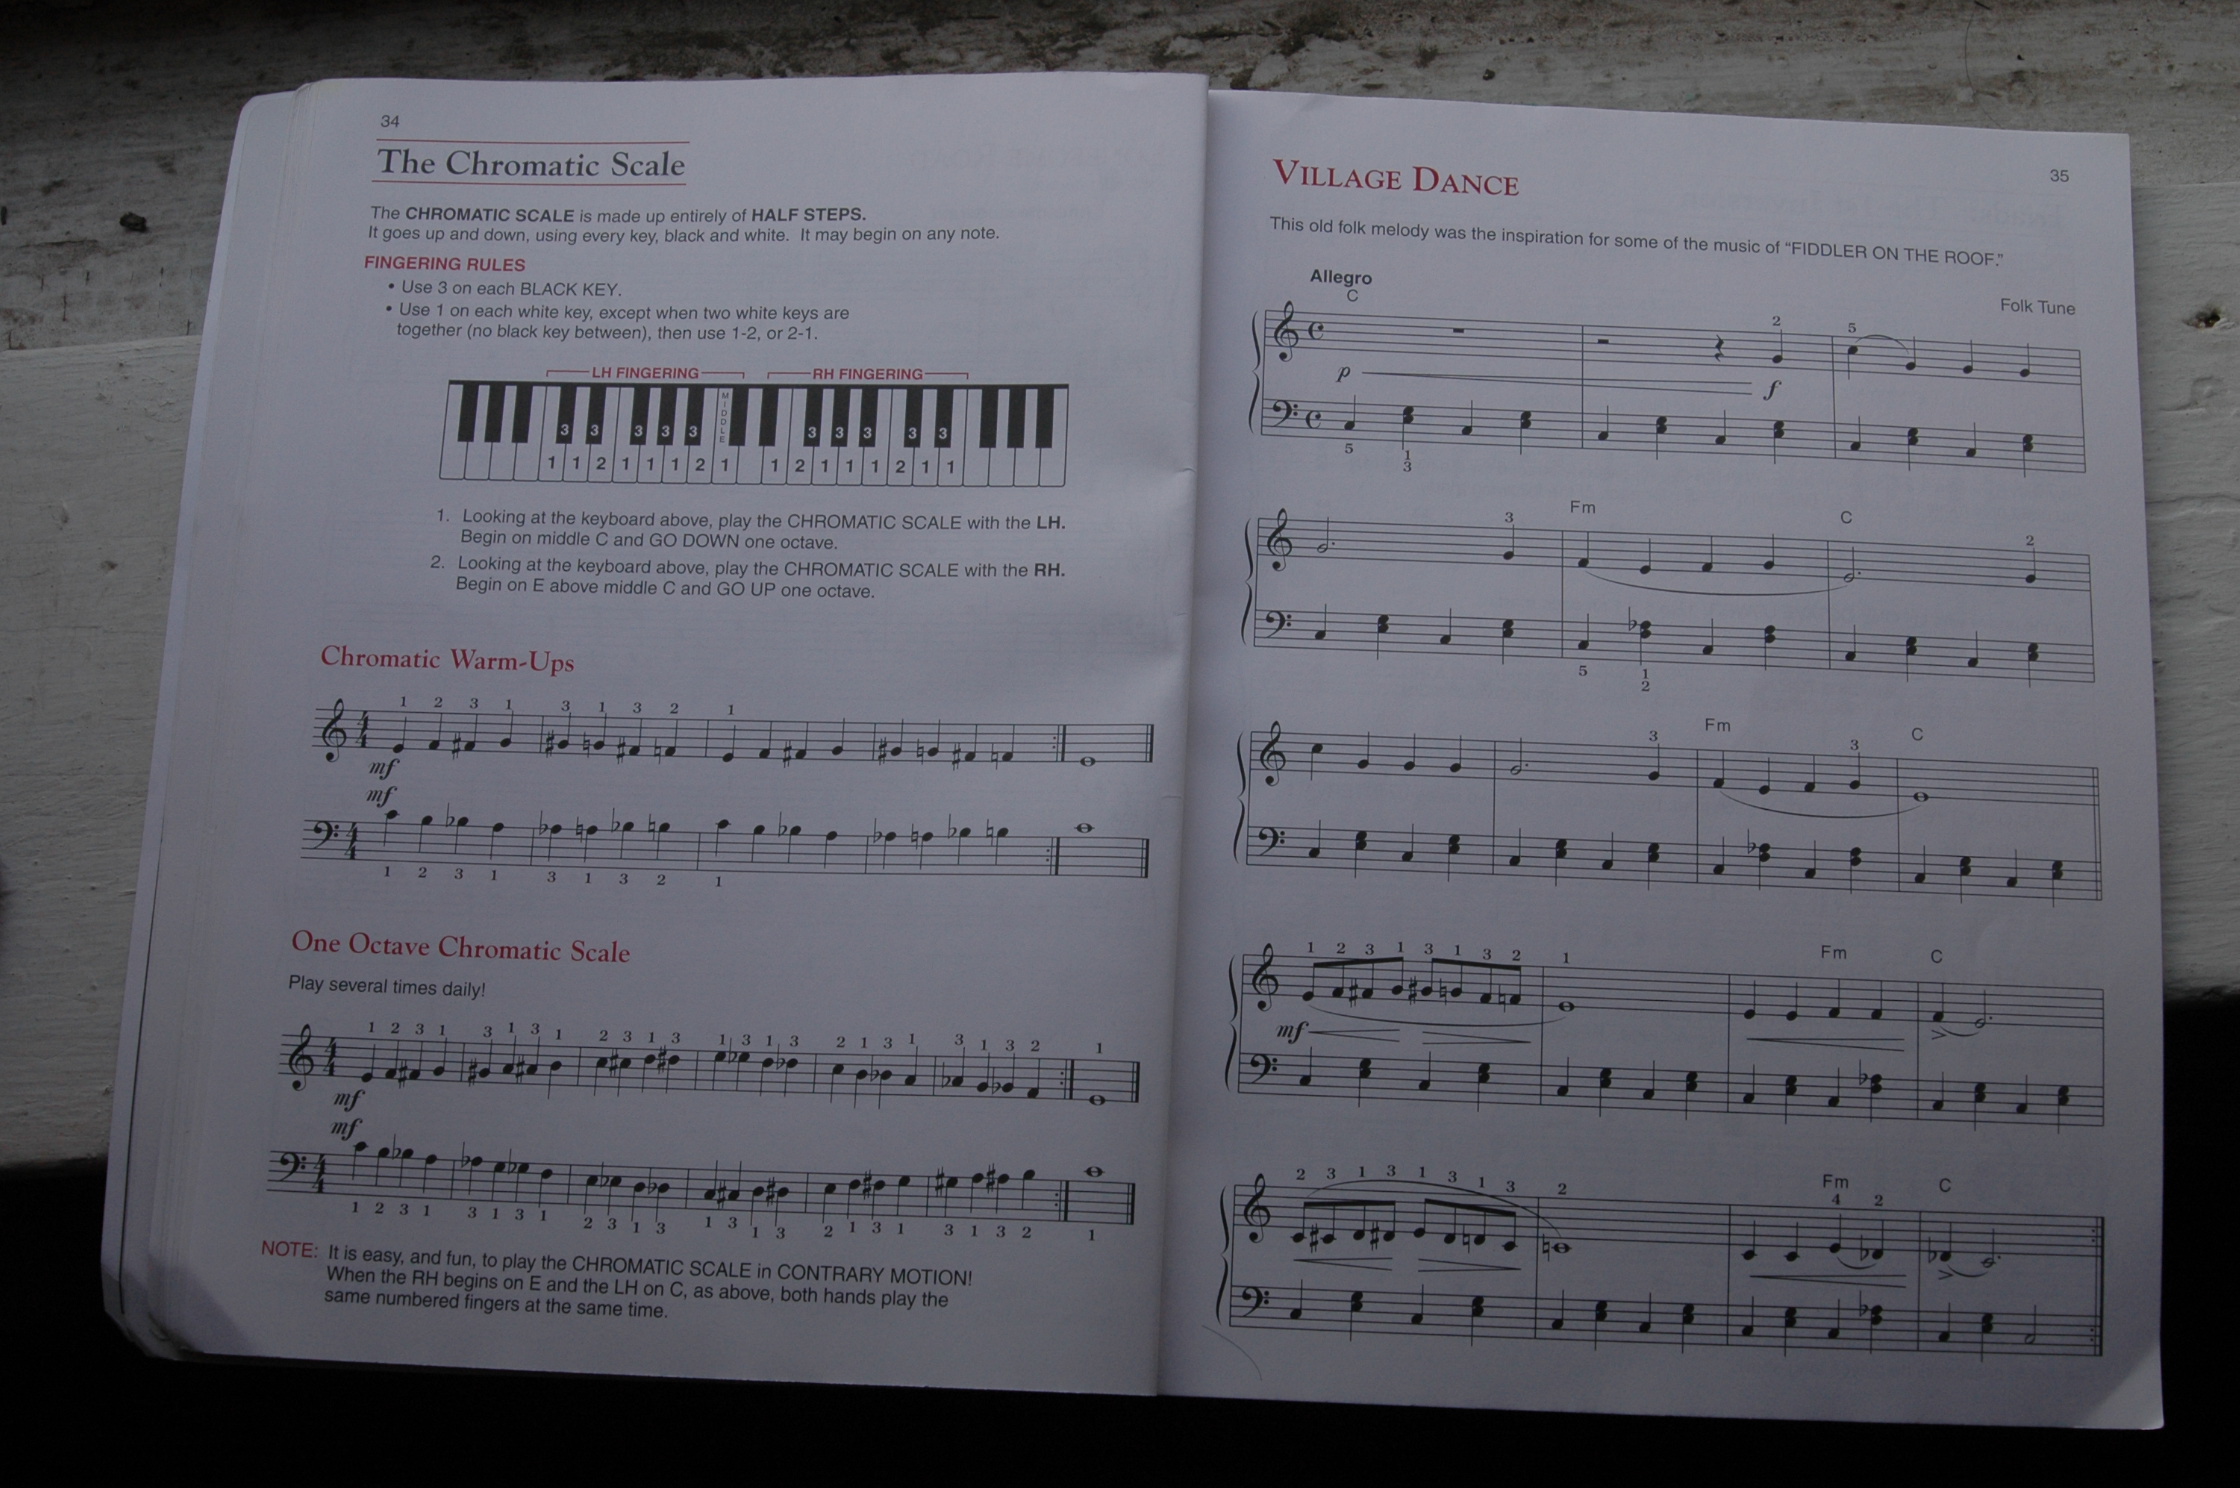 34
The Chromatic Scale
The CHROMATIC SCALE is made up entirely of HALF STEPS.
It goes up and down, using every key, black and white. It may begin on any note.
FINGERING RULES
• Use 3 on each BLACK KEY.
• Use 1 on each white key, except when two white keys are
together (no black key between), then use 1-2, or 2-1.
LH FINGERING RH FINGERING
MIDDLE
3 3 3 3 3 3 3 3 3 3
1 1 2 1 1 1 2 1 1 2 1 1 1 2 1 1
1. Looking at the keyboard above, play the CHROMATIC SCALE with the LH.
Begin on middle C and GO DOWN one octave.
2. Looking at the keyboard above, play the CHROMATIC SCALE with the RH.
Begin on E above middle C and GO UP one octave.
Chromatic Warm-Ups
1 2 3 1 3 1 3 2 1
4
4
mf
mf
4
4
1 2 3 1 3 1 3 2 1
One Octave Chromatic Scale
Play several times daily!
1 2 3 1 3 1 3 1 2 3 1 3 1 3 1 3 2 1 3 1 3 1 3 2 1
4
4
mf
mf
4
4
1 2 3 1 3 1 3 1 2 3 1 3 1 3 1 3 2 1 3 1 3 1 3 2 1
NOTE: It is easy, and fun, to play the CHROMATIC SCALE in CONTRARY MOTION!
When the RH begins on E and the LH on C, as above, both hands play the
same numbered fingers at the same time.
35
VILLAGE DANCE
This old folk melody was the inspiration for some of the music of “FIDDLER ON THE ROOF.”
Allegro
C
Folk Tune
2 5
p f
5 1
3
Fm C
3 2
5 1
2
Fm C
3 3
Fm C
1 2 3 1 3 1 3 2 1
mf
Fm C
2 3 1 3 1 3 1 3 2 4 2